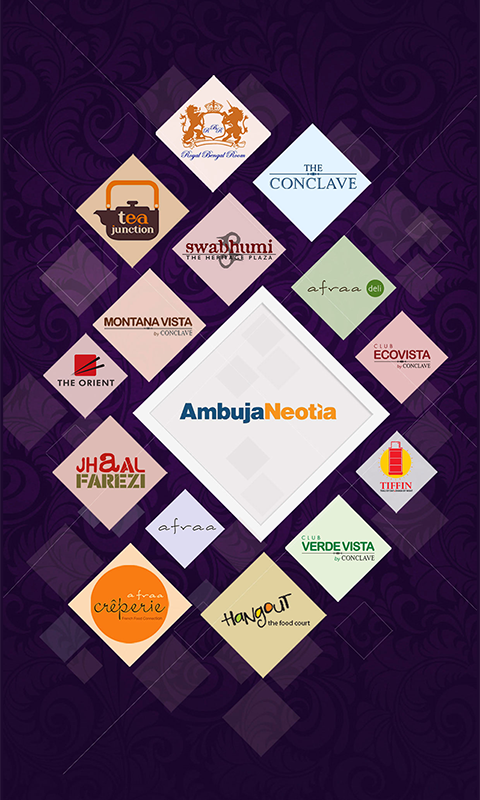 RBR
Royal Bengal Room
THE
CONCLAVE
tea
junction
swabhumi
THE HERITAGE PLAZA
afraa deli
MONTANA VISTA
by CONCLAVE
CLUB
ECOVISTA
by CONCLAVE
THE ORIENT
AmbujaNeotia
JHaAL
FAREZI
TIFFIN
afraa
CLUB
VERDE VISTA
by CONCLAVE
afraa
crêperie
HANGOUT
the food court